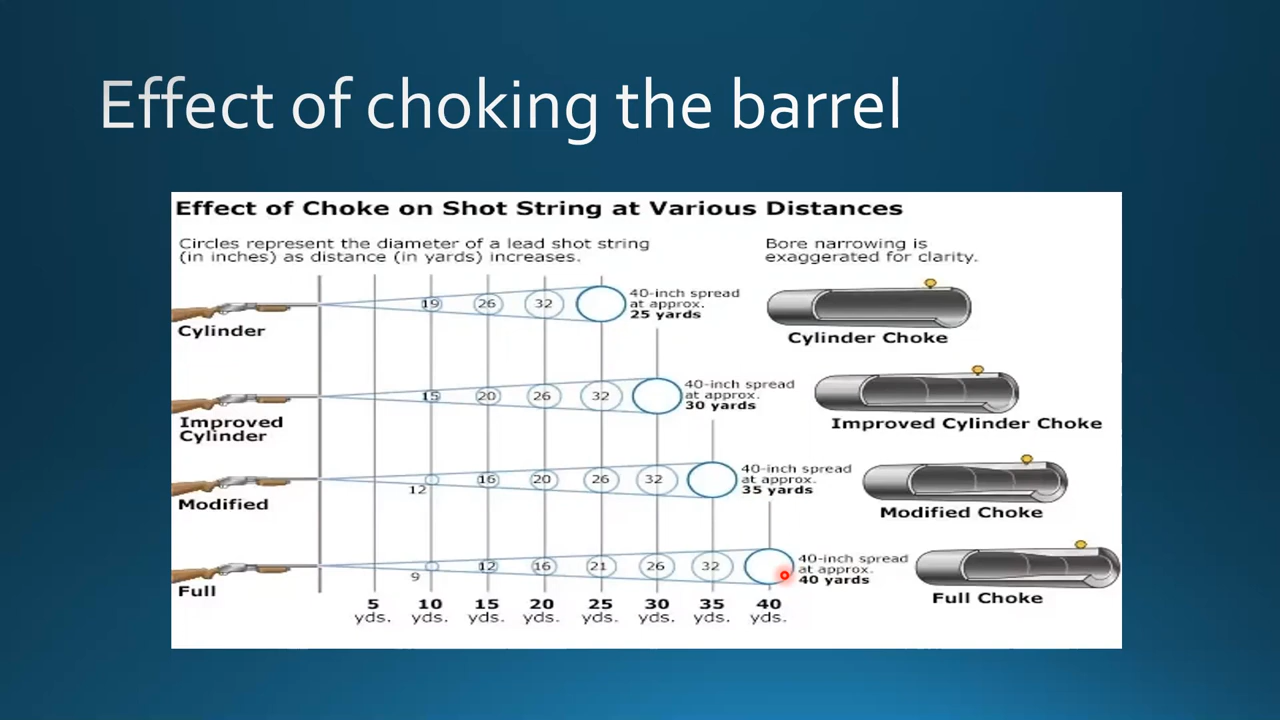 Effect of choking the barrel
Effect of Choke on Shot String at Various Distances
Circles represent the diameter of a lead shot string
(in inches) as distance (in yards) increases.
Bore narrowing is
exaggerated for clarity.
19 26 32
40-inch spread
at approx.
25 yards
Cylinder
Cylinder Choke
15 20 26 32
40-inch spread
at approx.
30 yards
Improved
Cylinder
Improved Cylinder Choke
12 16 20 26 32
40-inch spread
at approx.
35 yards
Modified
Modified Choke
9 12 16 21 26 32
40-inch spread
at approx.
40 yards
Full
Full Choke
5 10 15 20 25 30 35 40
yds. yds. yds. yds. yds. yds. yds. yds.